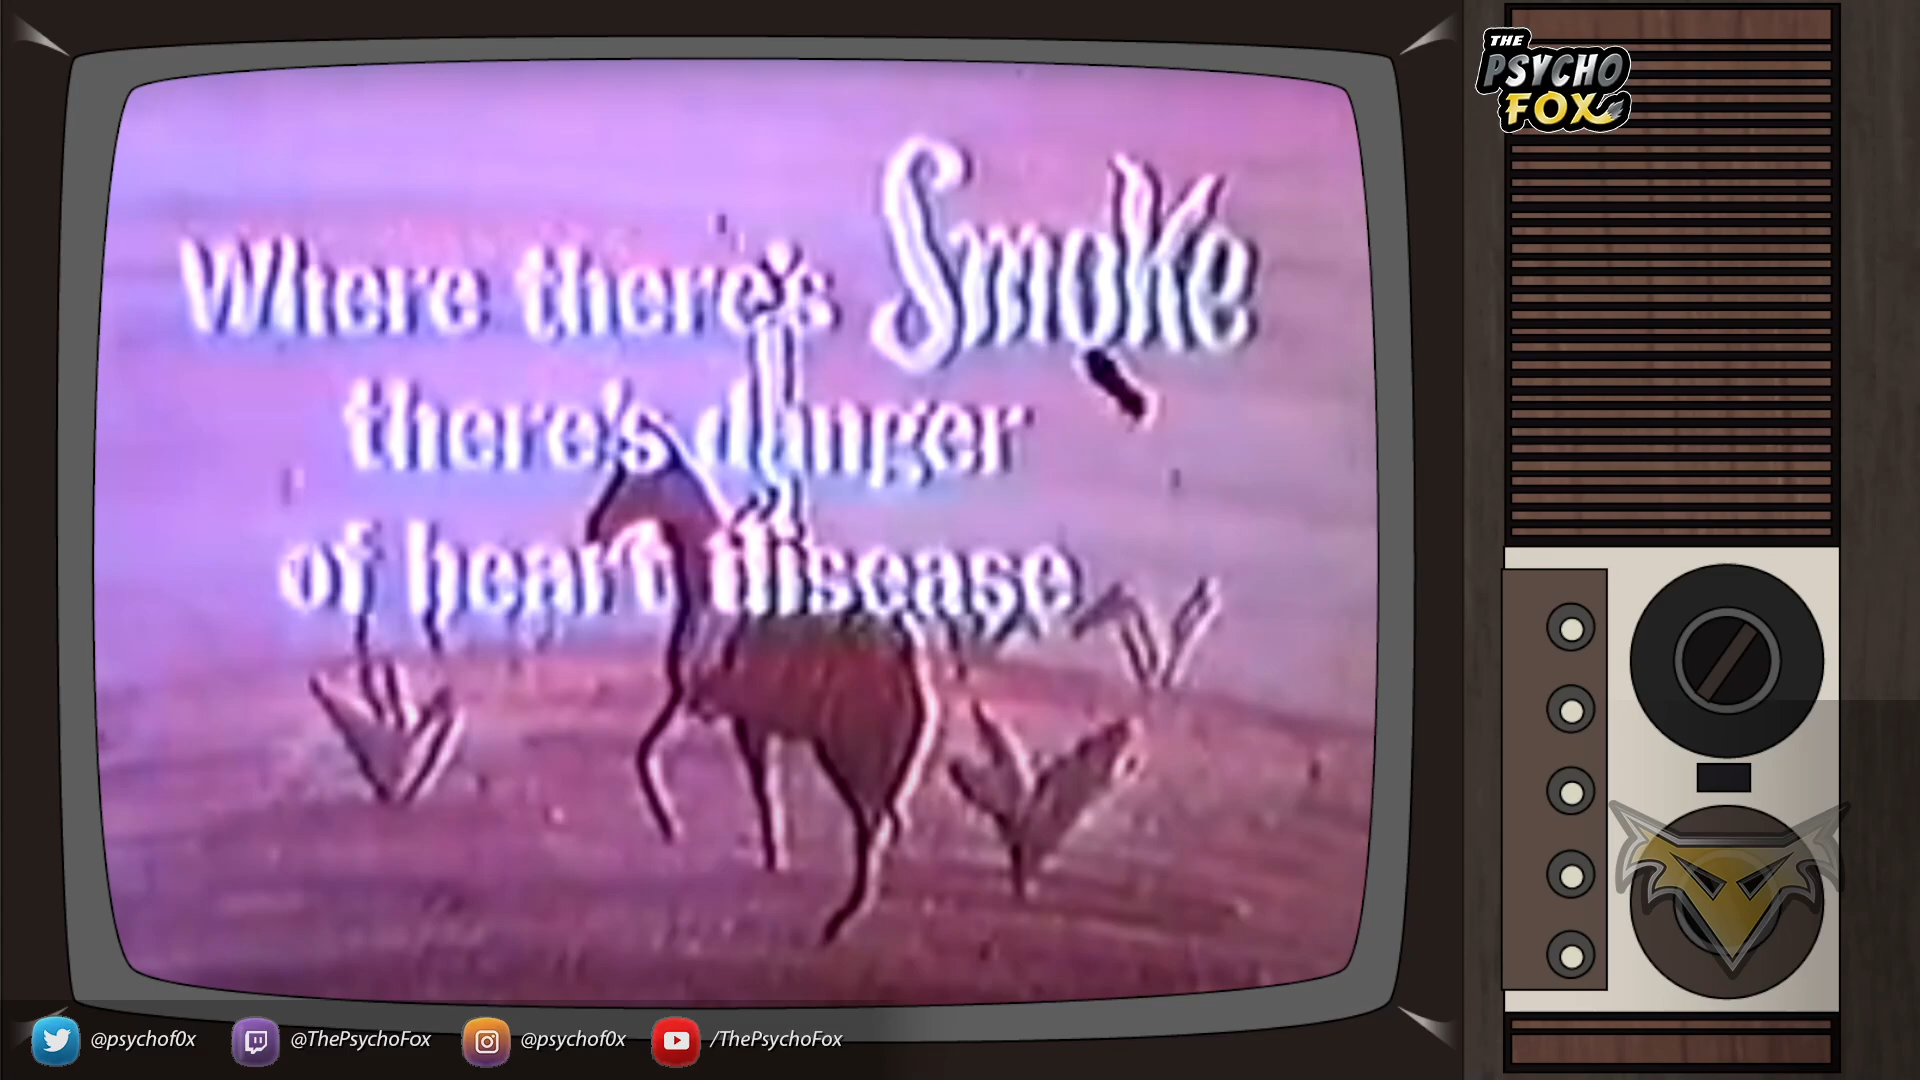 Where there's Smoke
there's danger
of heart disease
THE
PSYCHO
FOX
@psychof0x
@ThePsychoFox
@psychof0x
/ThePsychoFox